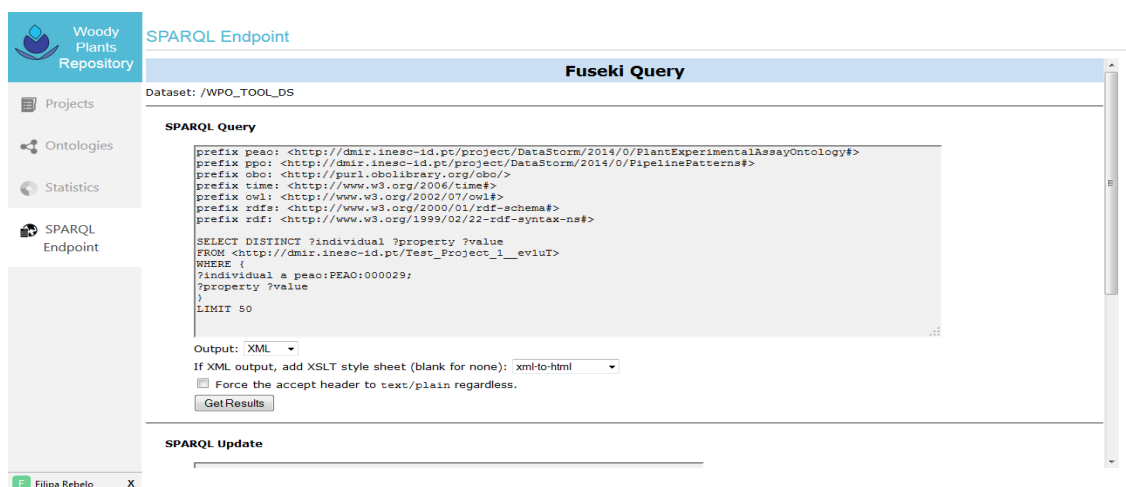 Woody
Plants
Repository
Projects
Ontologies
Statistics
SPARQL
Endpoint
F Filipa Rebelo X
SPARQL Endpoint
Fuseki Query
Dataset: /WPO_TOOL_DS
SPARQL Query
prefix peao: <http://dmir.inesc-id.pt/project/DataStorm/2014/0/PlantExperimentalAssayOntology#>
prefix ppo: <http://dmir.inesc-id.pt/project/DataStorm/2014/0/PipelinePatterns#>
prefix obo: <http://purl.obolibrary.org/obo/>
prefix time: <http://www.w3.org/2006/time#>
prefix owl: <http://www.w3.org/2002/07/owl#>
prefix rdfs: <http://www.w3.org/2000/01/rdf-schema#>
prefix rdf: <http://www.w3.org/1999/02/22-rdf-syntax-ns#>
SELECT DISTINCT ?individual ?property ?value
FROM <http://dmir.inesc-id.pt/Test_Project_1__ev1uT>
WHERE {
?individual a peao:PEAO:000029;
?property ?value
}
LIMIT 50
Output: XML
If XML output, add XSLT style sheet (blank for none): xml-to-html
Force the accept header to text/plain regardless.
Get Results
SPARQL Update